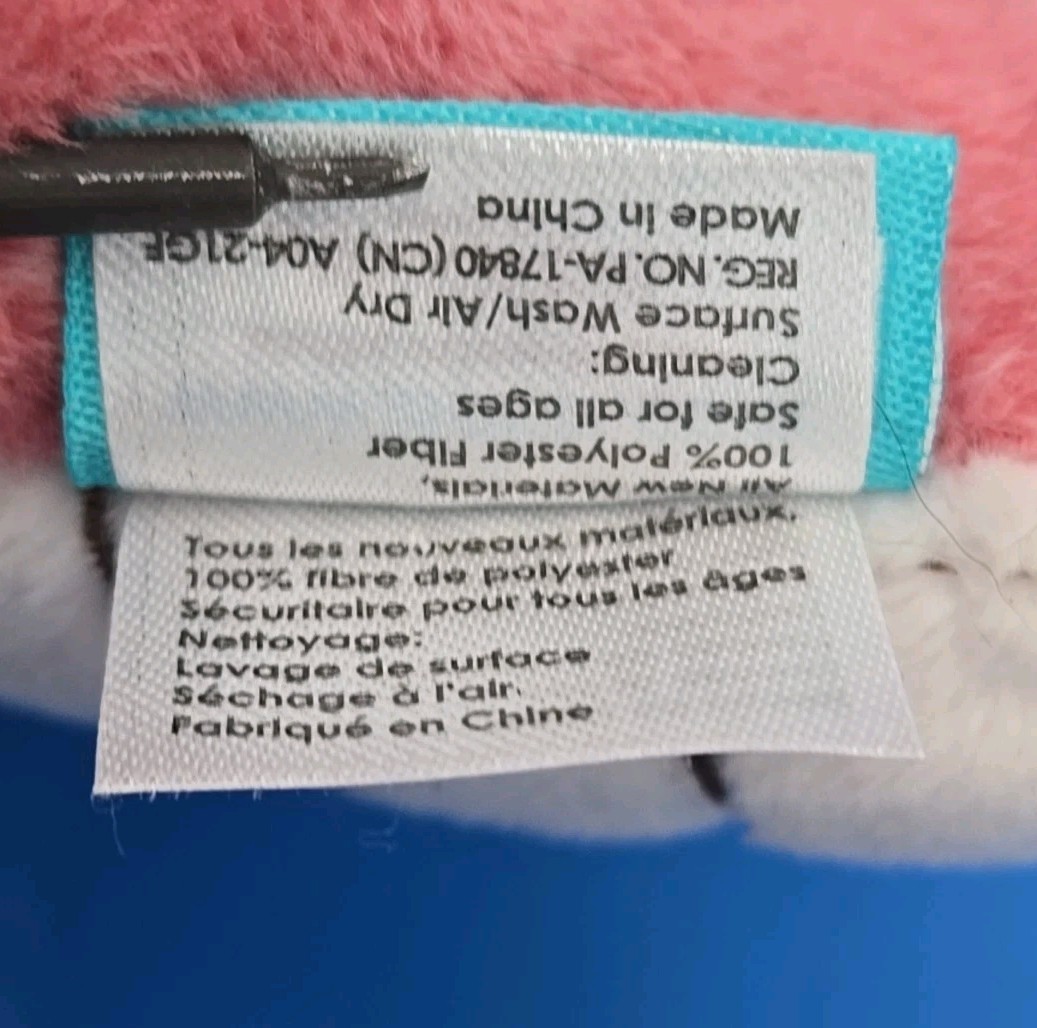 All New Materials,
100% Polyester Fiber
Safe for all ages
Cleaning:
Surface Wash/Air Dry
REG. NO. PA-17840 (CN)
Made in China
Tous les nouveaux matériaux,
100% fibre de polyester
Sécuritaire pour tous les âges
Nettoyage:
Lavage de surface
Séchage à l'air.
Fabriqué en Chine